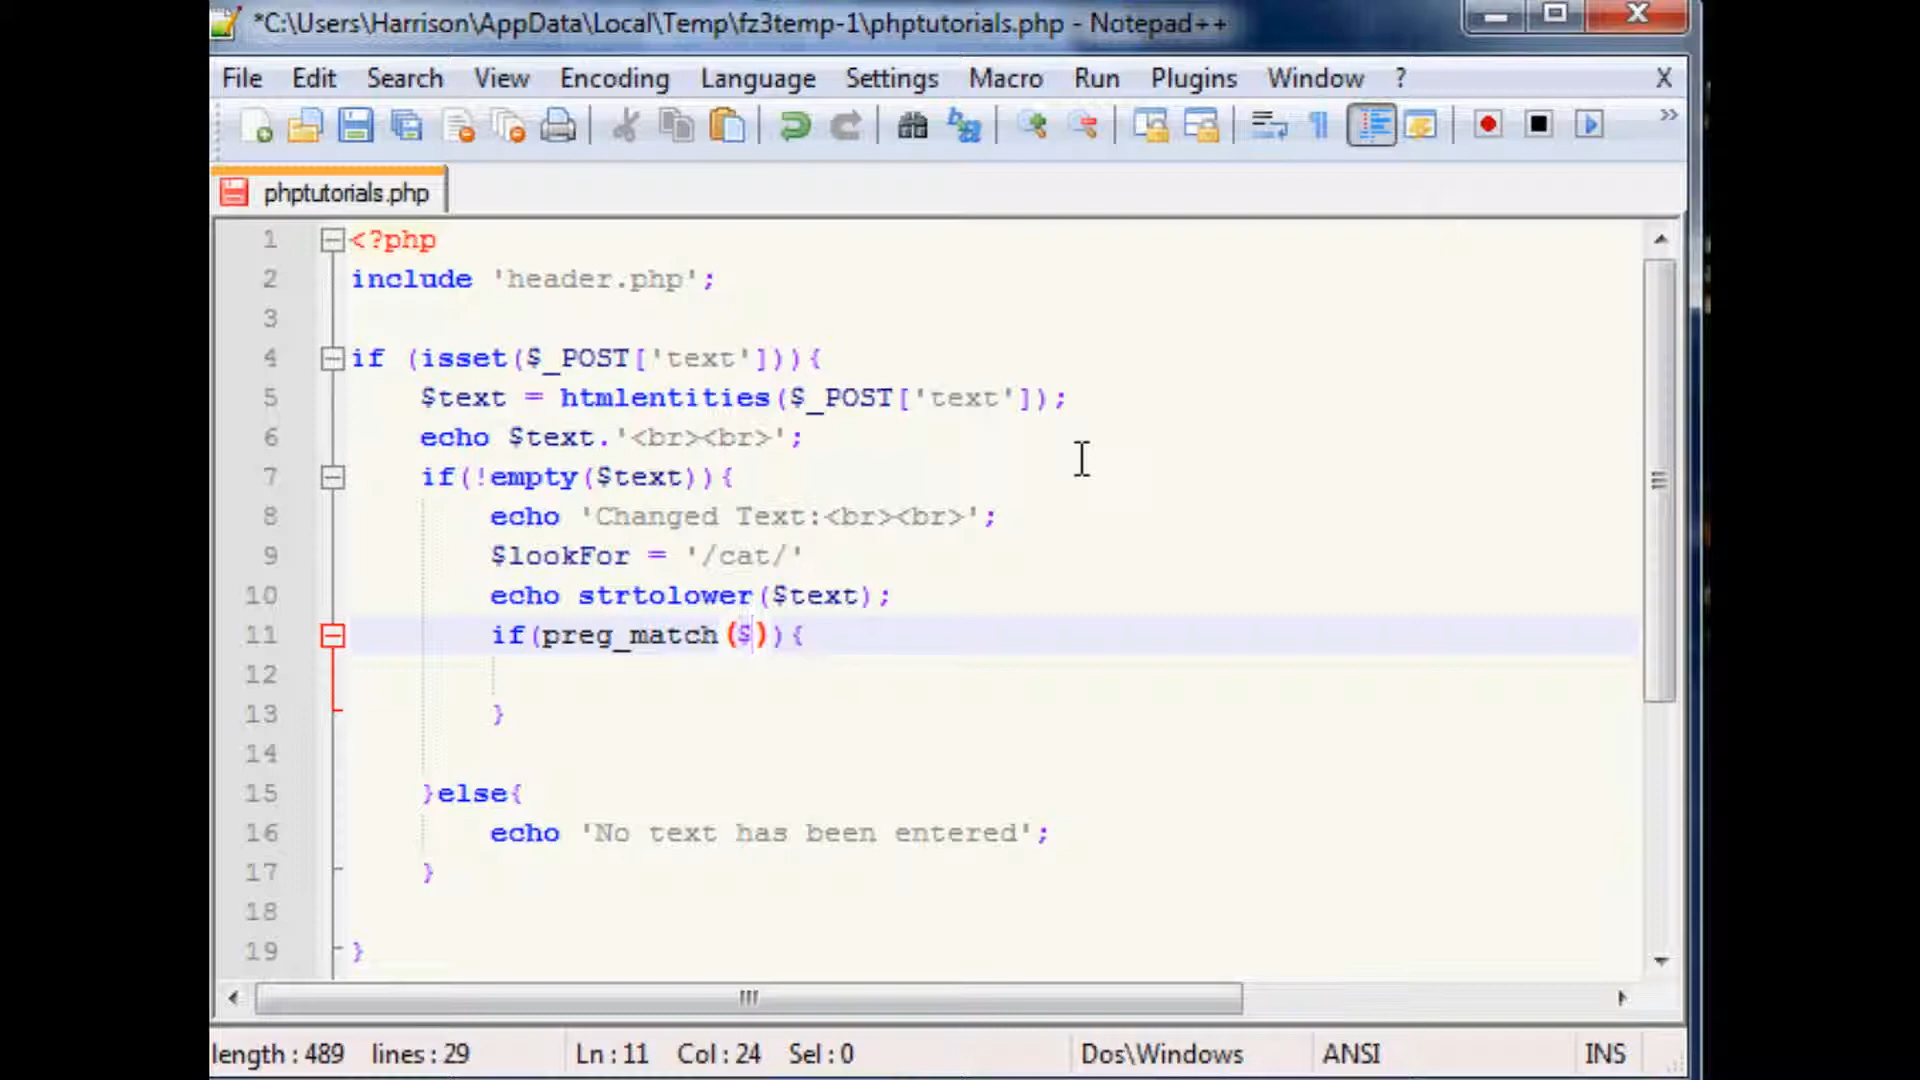 *C:\Users\Harrison\AppData\Local\Temp\fz3temp-1\phptutorials.php - Notepad++
File Edit Search View Encoding Language Settings Macro Run Plugins Window ? X
phptutorials.php
1 <?php
2 include 'header.php';
3
4 if (isset($_POST['text'])){
5 $text = htmlentities($_POST['text']);
6 echo $text.'<br><br>';
7 if(!empty($text)){
8 echo 'Changed Text:<br><br>';
9 $lookFor = '/cat/'
10 echo strtolower($text);
11 if(preg_match($)){
12
13 }
14
15 }else{
16 echo 'No text has been entered';
17 }
18
19 }
length : 489 lines : 29 Ln : 11 Col : 24 Sel : 0 Dos\Windows ANSI INS